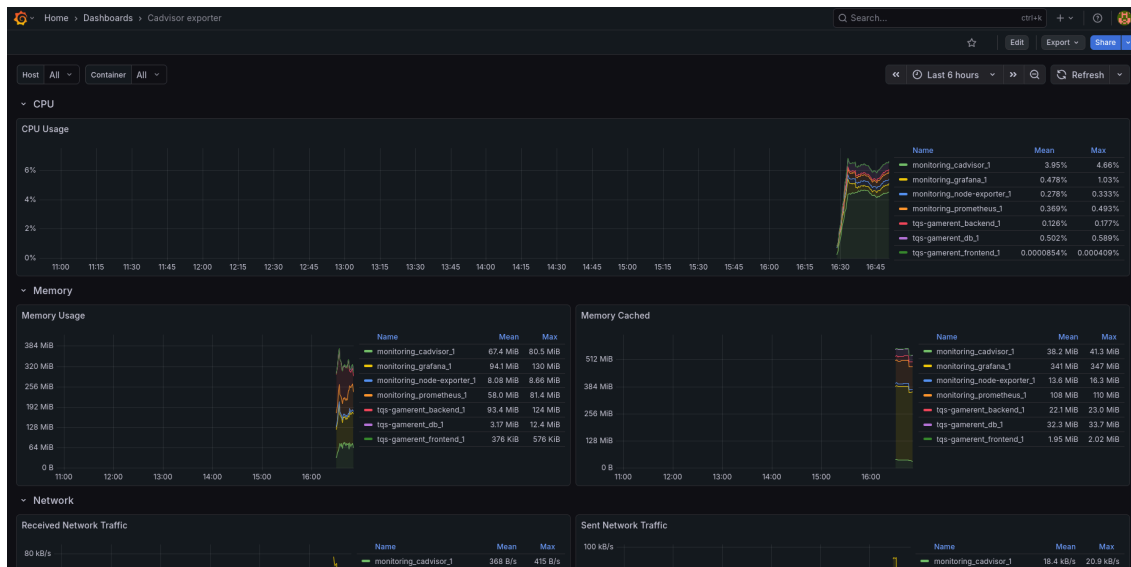 Home › Dashboards › Cadvisor exporter
Search... ctrl+k
Edit Export Share
Host All Container All Last 6 hours Refresh
CPU
CPU Usage
Name Mean Max
monitoring_cadvisor_1 3.95% 4.66%
monitoring_grafana_1 0.478% 1.03%
monitoring_node-exporter_1 0.278% 0.333%
monitoring_prometheus_1 0.369% 0.493%
tqs-gamerent_backend_1 0.126% 0.177%
tqs-gamerent_db_1 0.502% 0.589%
tqs-gamerent_frontend_1 0.0000854% 0.000409%
6%
4%
2%
0%
11:00 11:15 11:30 11:45 12:00 12:15 12:30 12:45 13:00 13:15 13:30 13:45 14:00 14:15 14:30 14:45 15:00 15:15 15:30 15:45 16:00 16:15 16:30 16:45
Memory
Memory Usage
384 MiB
320 MiB
256 MiB
192 MiB
128 MiB
64 MiB
0 B
11:00 12:00 13:00 14:00 15:00 16:00
Name Mean Max
monitoring_cadvisor_1 67.4 MiB 80.5 MiB
monitoring_grafana_1 94.1 MiB 130 MiB
monitoring_node-exporter_1 8.08 MiB 8.66 MiB
monitoring_prometheus_1 58.0 MiB 81.4 MiB
tqs-gamerent_backend_1 93.4 MiB 124 MiB
tqs-gamerent_db_1 3.17 MiB 12.4 MiB
tqs-gamerent_frontend_1 376 KiB 576 KiB
Memory Cached
512 MiB
384 MiB
256 MiB
128 MiB
0 B
11:00 12:00 13:00 14:00 15:00 16:00
Name Mean Max
monitoring_cadvisor_1 38.2 MiB 41.3 MiB
monitoring_grafana_1 341 MiB 347 MiB
monitoring_node-exporter_1 13.6 MiB 16.3 MiB
monitoring_prometheus_1 108 MiB 110 MiB
tqs-gamerent_backend_1 22.1 MiB 23.0 MiB
tqs-gamerent_db_1 32.3 MiB 33.7 MiB
tqs-gamerent_frontend_1 1.95 MiB 2.02 MiB
Network
Received Network Traffic
80 kB/s
Name Mean Max
monitoring_cadvisor_1 368 B/s 415 B/s
Sent Network Traffic
100 kB/s
Name Mean Max
monitoring_cadvisor_1 18.4 kB/s 20.9 kB/s